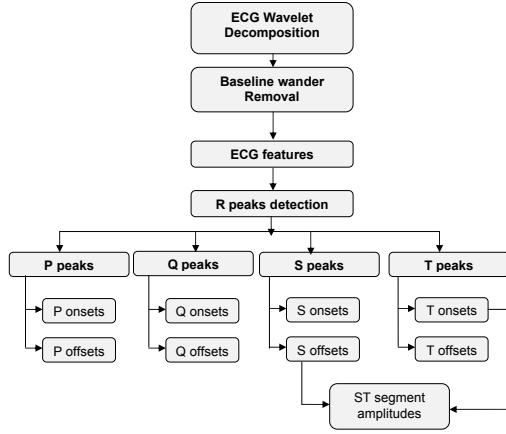 ECG Wavelet
Decomposition
Baseline wander
Removal
ECG features
R peaks detection
P peaks
Q peaks
S peaks
T peaks
P onsets
Q onsets
S onsets
T onsets
P offsets
Q offsets
S offsets
T offsets
ST segment
amplitudes